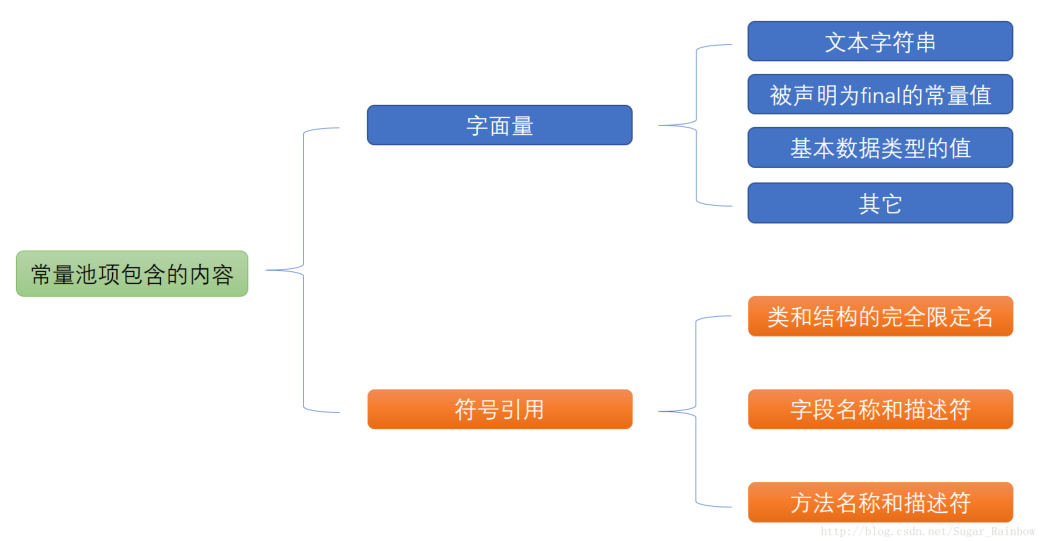 常量池项包含的内容
字面量
文本字符串
被声明为final的常量值
基本数据类型的值
其它
符号引用
类和结构的完全限定名
字段名称和描述符
方法名称和描述符
http://blog.csdn.net/Sugar_Rainbow